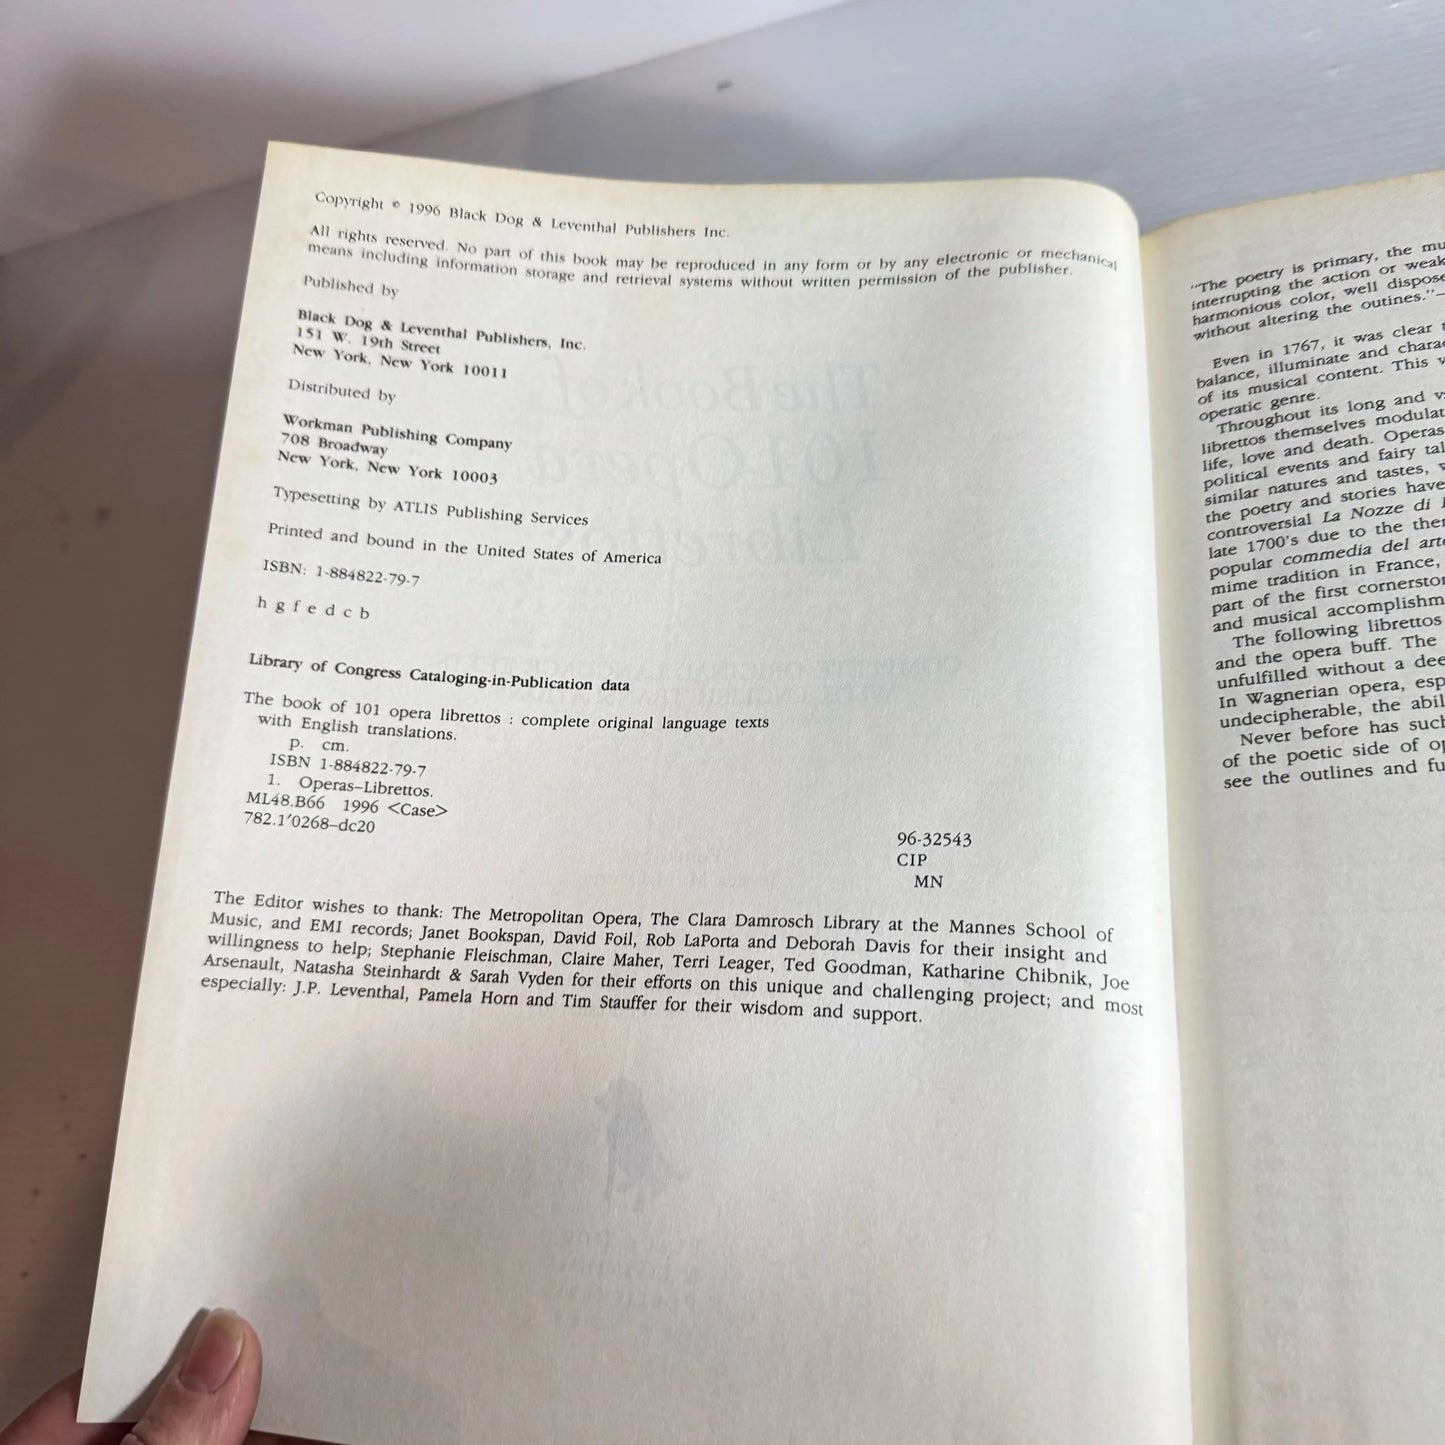 Copyright © 1996 Black Dog & Leventhal Publishers Inc.
All rights reserved. No part of this book may be reproduced in any form or by any electronic or mechanical
means including information storage and retrieval systems without written permission of the publisher.
Published by
Black Dog & Leventhal Publishers, Inc.
151 W. 19th Street
New York, New York 10011
Distributed by
Workman Publishing Company
708 Broadway
New York, New York 10003
Typesetting by ATLIS Publishing Services
Printed and bound in the United States of America
ISBN: 1-884822-79-7
h g f e d c b
Library of Congress Cataloging-in-Publication data
The book of 101 opera librettos : complete original language texts
with English translations.
p. cm.
ISBN 1-884822-79-7
1. Operas–Librettos.
ML48.B66 1996 <Case>
782.1'0268–dc20
96-32543
CIP
MN
The Editor wishes to thank: The Metropolitan Opera, The Clara Damrosch Library at the Mannes School of
Music, and EMI records; Janet Bookspan, David Foil, Rob LaPorta and Deborah Davis for their insight and
willingness to help; Stephanie Fleischman, Claire Maher, Terri Leager, Ted Goodman, Katharine Chibnik, Joe
Arsenault, Natasha Steinhardt & Sarah Vyden for their efforts on this unique and challenging project; and most
especially: J.P. Leventhal, Pamela Horn and Tim Stauffer for their wisdom and support.
"The poetry is primary, the
interrupting the action or
harmonious color, well
without altering the outines."—
Even in 1767, it was clear
balance, illuminate and
of its musical content. This
operatic genre.
Throughout its long and
librettos themselves
life, love and death. Operas
political events and fairy
similar natures and tastes,
the poetry and stories have
controversial La Nozze di
late 1700's due to the
popular commedia del
mime tradition in France,
part of the first
and musical
The following librettos
and the opera buff. The
unfulfilled without a
In Wagnerian opera,
undecipherable, the
Never before has
of the poetic side of
see the outlines and